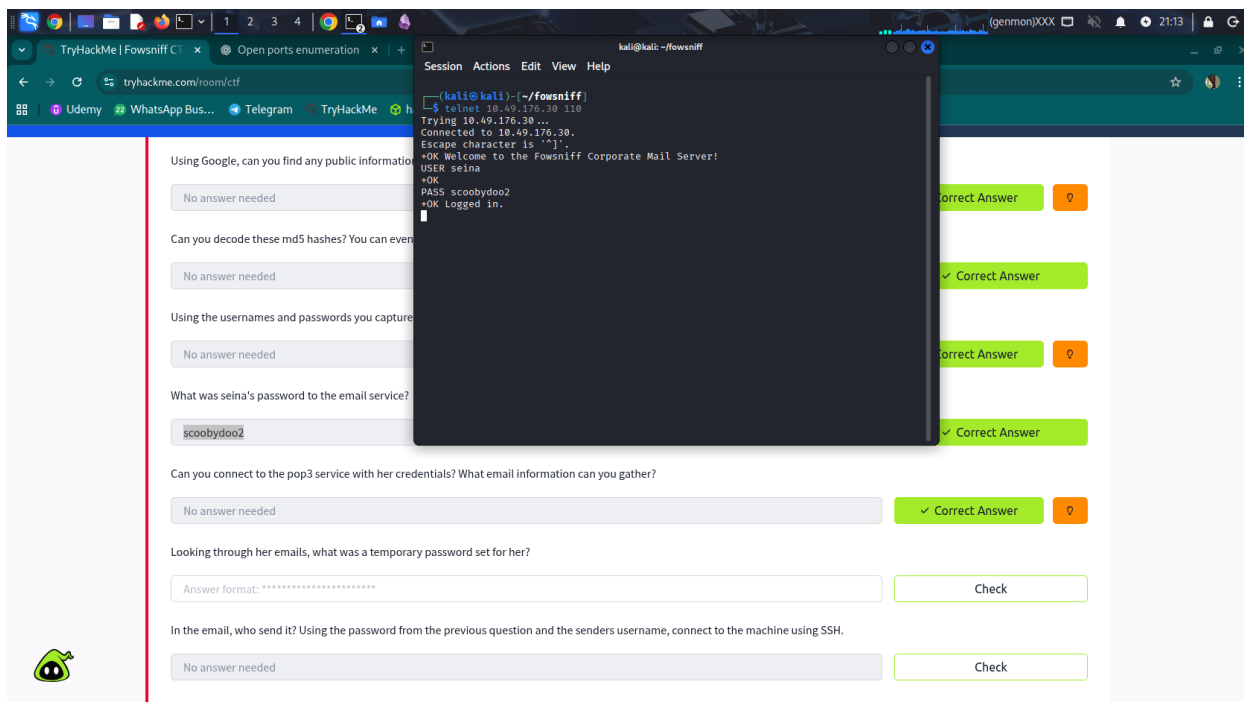 1 2 3 4
(genmon)XXX
21:13
TryHackMe | Fowsniff CT
Open ports enumeration
tryhackme.com/room/ctf
Udemy
WhatsApp Bus...
Telegram
TryHackMe
kali@kali: ~/fowsniff
Session Actions Edit View Help
┌──(kali㉿kali)-[~/fowsniff]
└─$ telnet 10.49.176.30 110
Trying 10.49.176.30...
Connected to 10.49.176.30.
Escape character is '^]'.
+OK Welcome to the Fowsniff Corporate Mail Server!
USER seina
+OK
PASS scoobydoo2
+OK Logged in.
Using Google, can you find any public informatio
No answer needed
Correct Answer
Can you decode these md5 hashes? You can even
No answer needed
Correct Answer
Using the usernames and passwords you capture
No answer needed
Correct Answer
What was seina's password to the email service?
scoobydoo2
Correct Answer
Can you connect to the pop3 service with her credentials? What email information can you gather?
No answer needed
Correct Answer
Looking through her emails, what was a temporary password set for her?
Answer format: ***********************
Check
In the email, who send it? Using the password from the previous question and the senders username, connect to the machine using SSH.
No answer needed
Check